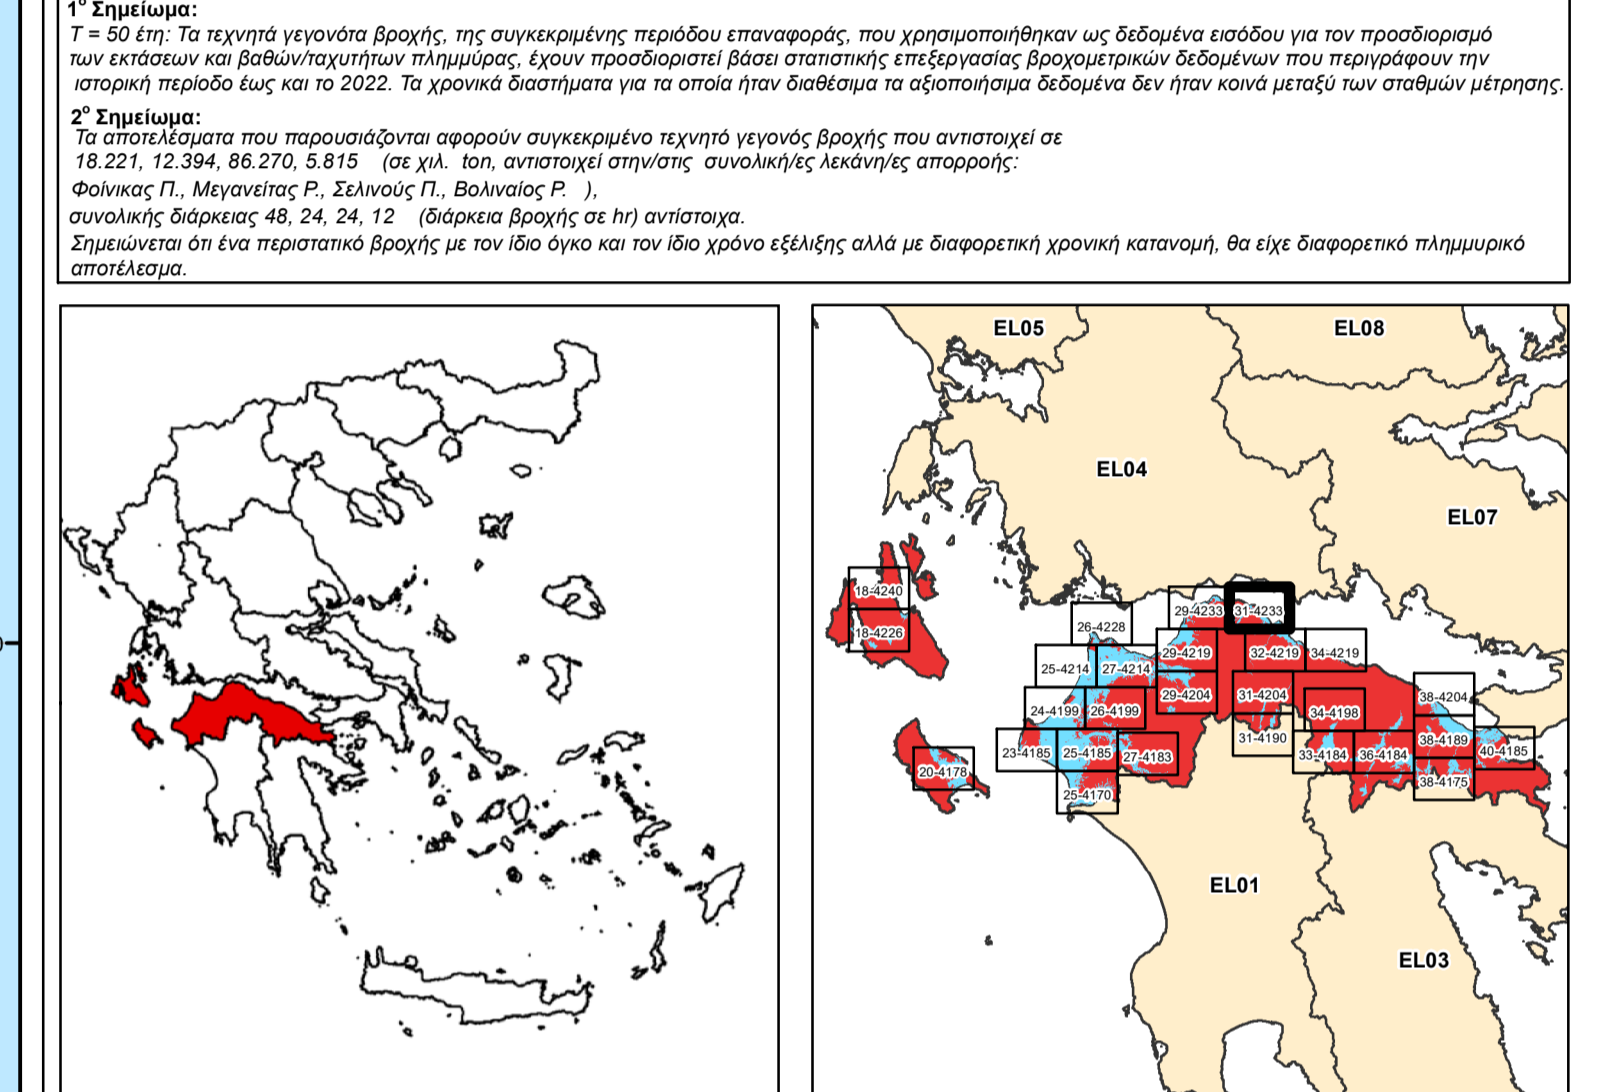 1ο Σημείωμα:
Τ = 50 έτη: Τα τεχνητά γεγονότα βροχής, της συγκεκριμένης περιόδου επαναφοράς, που χρησιμοποιήθηκαν ως δεδομένα εισόδου για τον προσδιορισμό
των εκτάσεων και βαθών/ταχυτήτων πλημμύρας, έχουν προσδιοριστεί βάσει στατιστικής επεξεργασίας βροχομετρικών δεδομένων που περιγράφουν την
ιστορική περίοδο έως και το 2022. Τα χρονικά διαστήματα για τα οποία ήταν διαθέσιμα τα αξιοποιήσιμα δεδομένα δεν ήταν κοινά μεταξύ των σταθμών μέτρησης.
2ο Σημείωμα:
Τα αποτελέσματα που παρουσιάζονται αφορούν συγκεκριμένο τεχνητό γεγονός βροχής που αντιστοιχεί σε
18.221, 12.394, 86.270, 5.815 (σε χιλ. ton, αντιστοιχεί στην/στις συνολική/ες λεκάνη/ες απορροής:
Φοίνικας Π., Μεγανείτας Ρ., Σελινούς Π., Βολιναίος Ρ. ),
συνολικής διάρκειας 48, 24, 24, 12 (διάρκεια βροχής σε hr) αντίστοιχα.
Σημειώνεται ότι ένα περιστατικό βροχής με τον ίδιο όγκο και τον ίδιο χρόνο εξέλιξης αλλά με διαφορετική χρονική κατανομή, θα είχε διαφορετικό πλημμυρικό
αποτέλεσμα.
EL05
EL08
EL04
EL07
18-4240
18-4226
29-4233
31-4233
26-4228
29-4219
32-4219
34-4219
25-4214
27-4214
29-4204
31-4204
38-4204
24-4199
26-4199
34-4198
31-4190
23-4185
25-4185
27-4183
33-4184
36-4184
38-4189
40-4185
20-4178
25-4170
38-4175
EL01
EL03